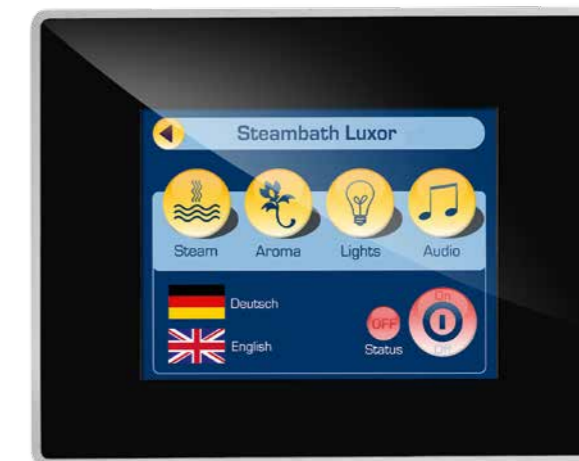 Steambath Luxor
Steam Aroma Lights Audio
Deutsch
English
OFF
Status
On
Off